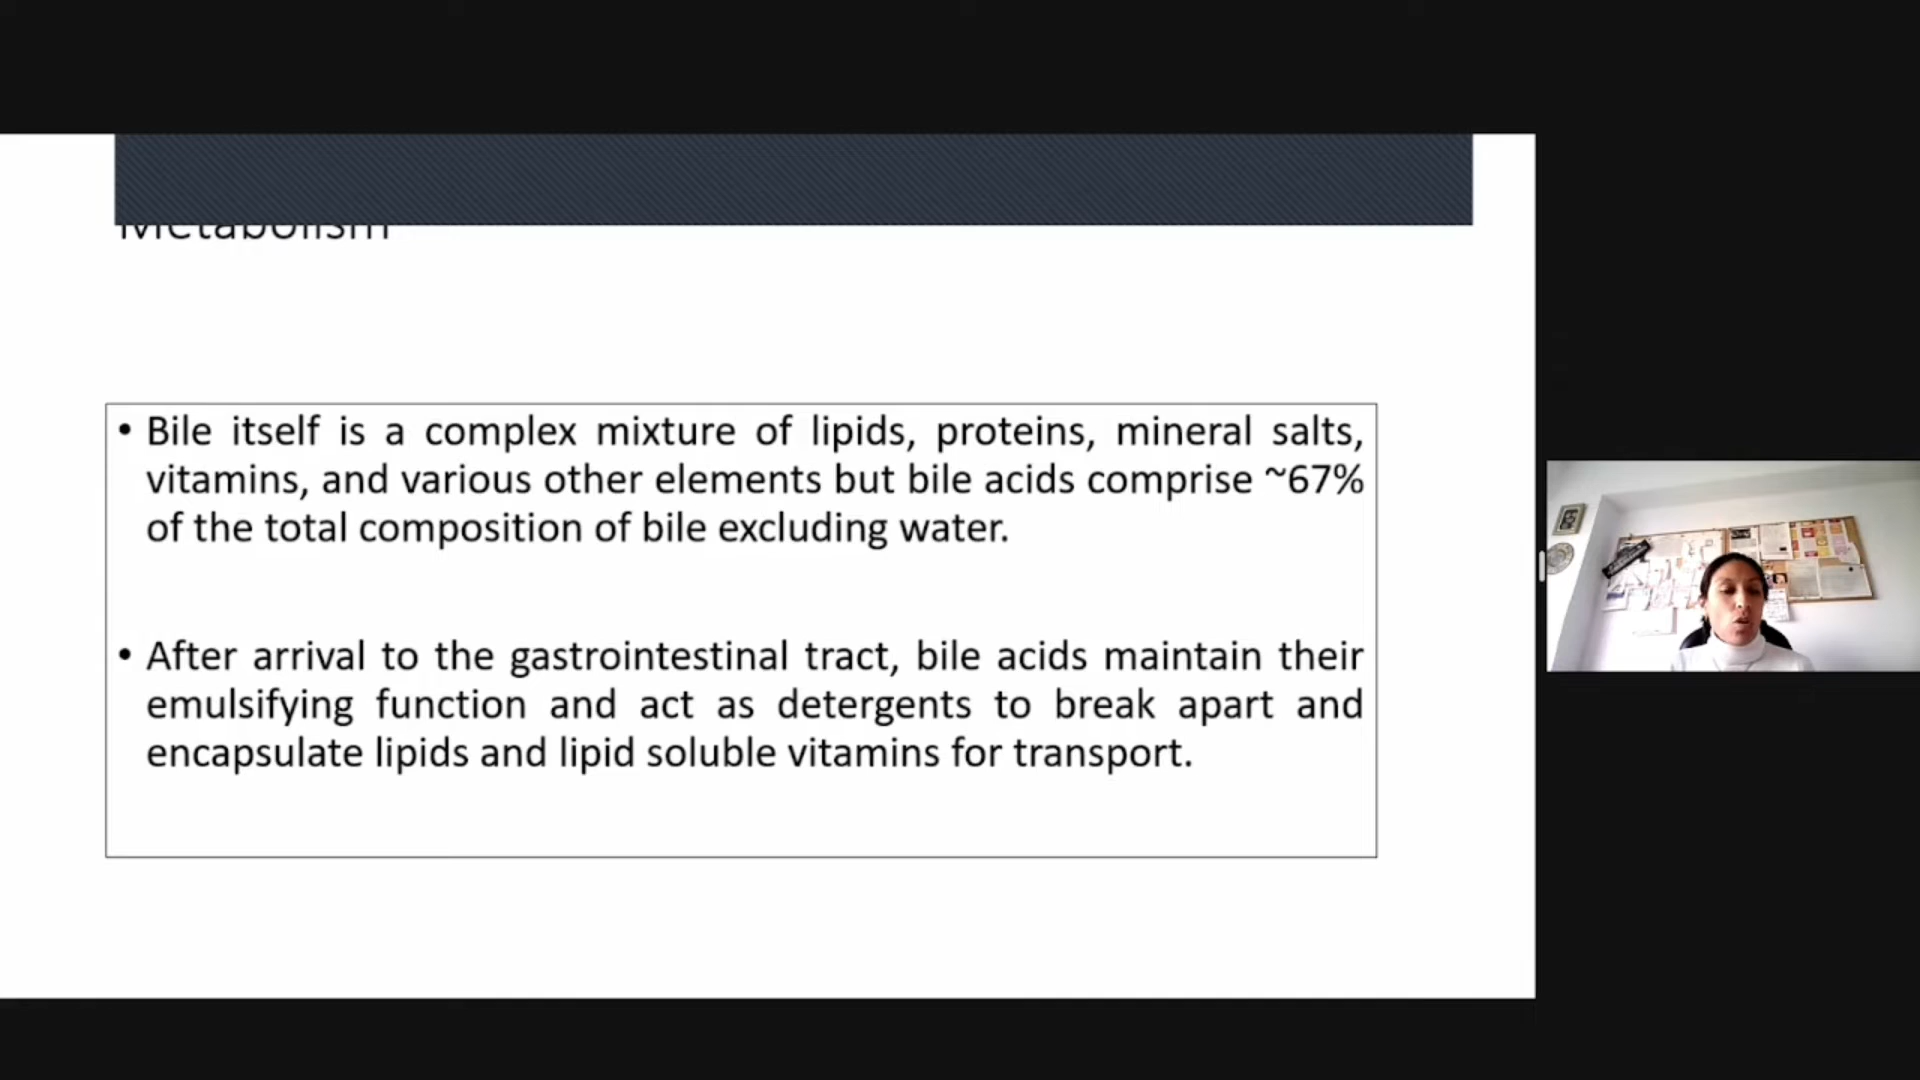 Metabolism
• Bile itself is a complex mixture of lipids, proteins, mineral salts,
vitamins, and various other elements but bile acids comprise ~67%
of the total composition of bile excluding water.
• After arrival to the gastrointestinal tract, bile acids maintain their
emulsifying function and act as detergents to break apart and
encapsulate lipids and lipid soluble vitamins for transport.